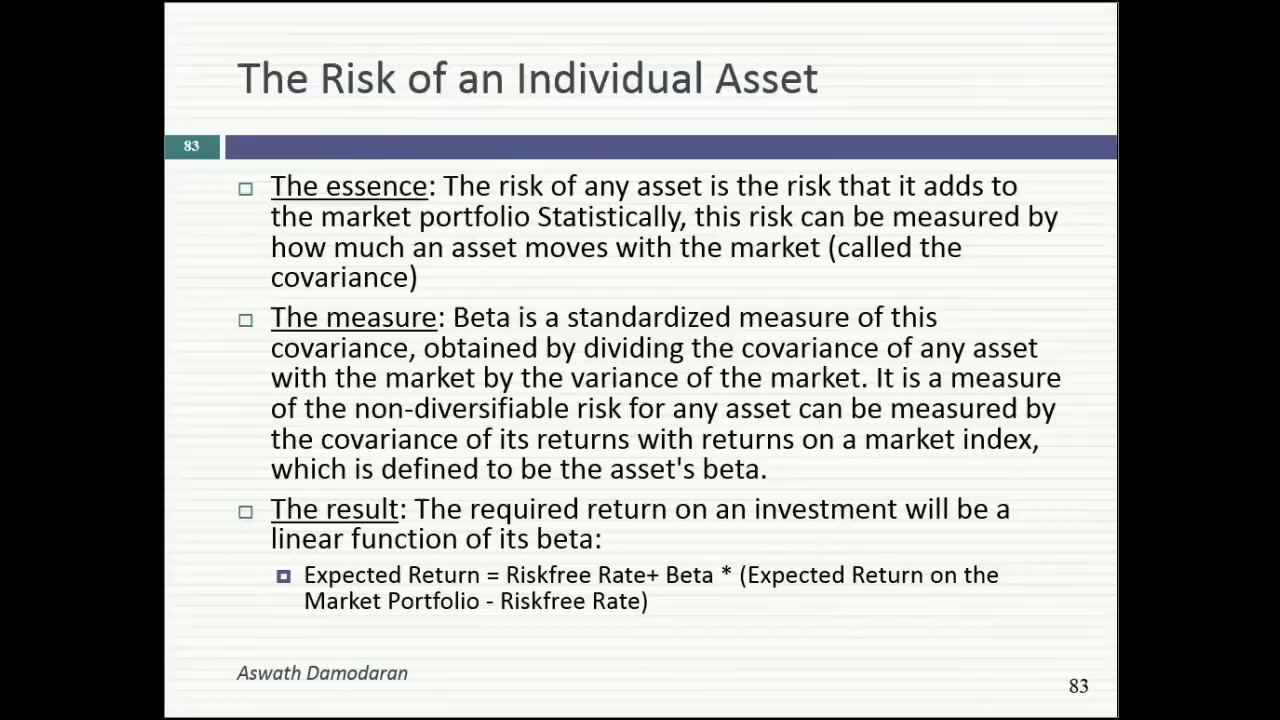 The Risk of an Individual Asset
83
The essence: The risk of any asset is the risk that it adds to
the market portfolio Statistically, this risk can be measured by
how much an asset moves with the market (called the
covariance)
The measure: Beta is a standardized measure of this
covariance, obtained by dividing the covariance of any asset
with the market by the variance of the market. It is a measure
of the non-diversifiable risk for any asset can be measured by
the covariance of its returns with returns on a market index,
which is defined to be the asset's beta.
The result: The required return on an investment will be a
linear function of its beta:
Expected Return = Riskfree Rate+ Beta * (Expected Return on the
Market Portfolio - Riskfree Rate)
Aswath Damodaran
83